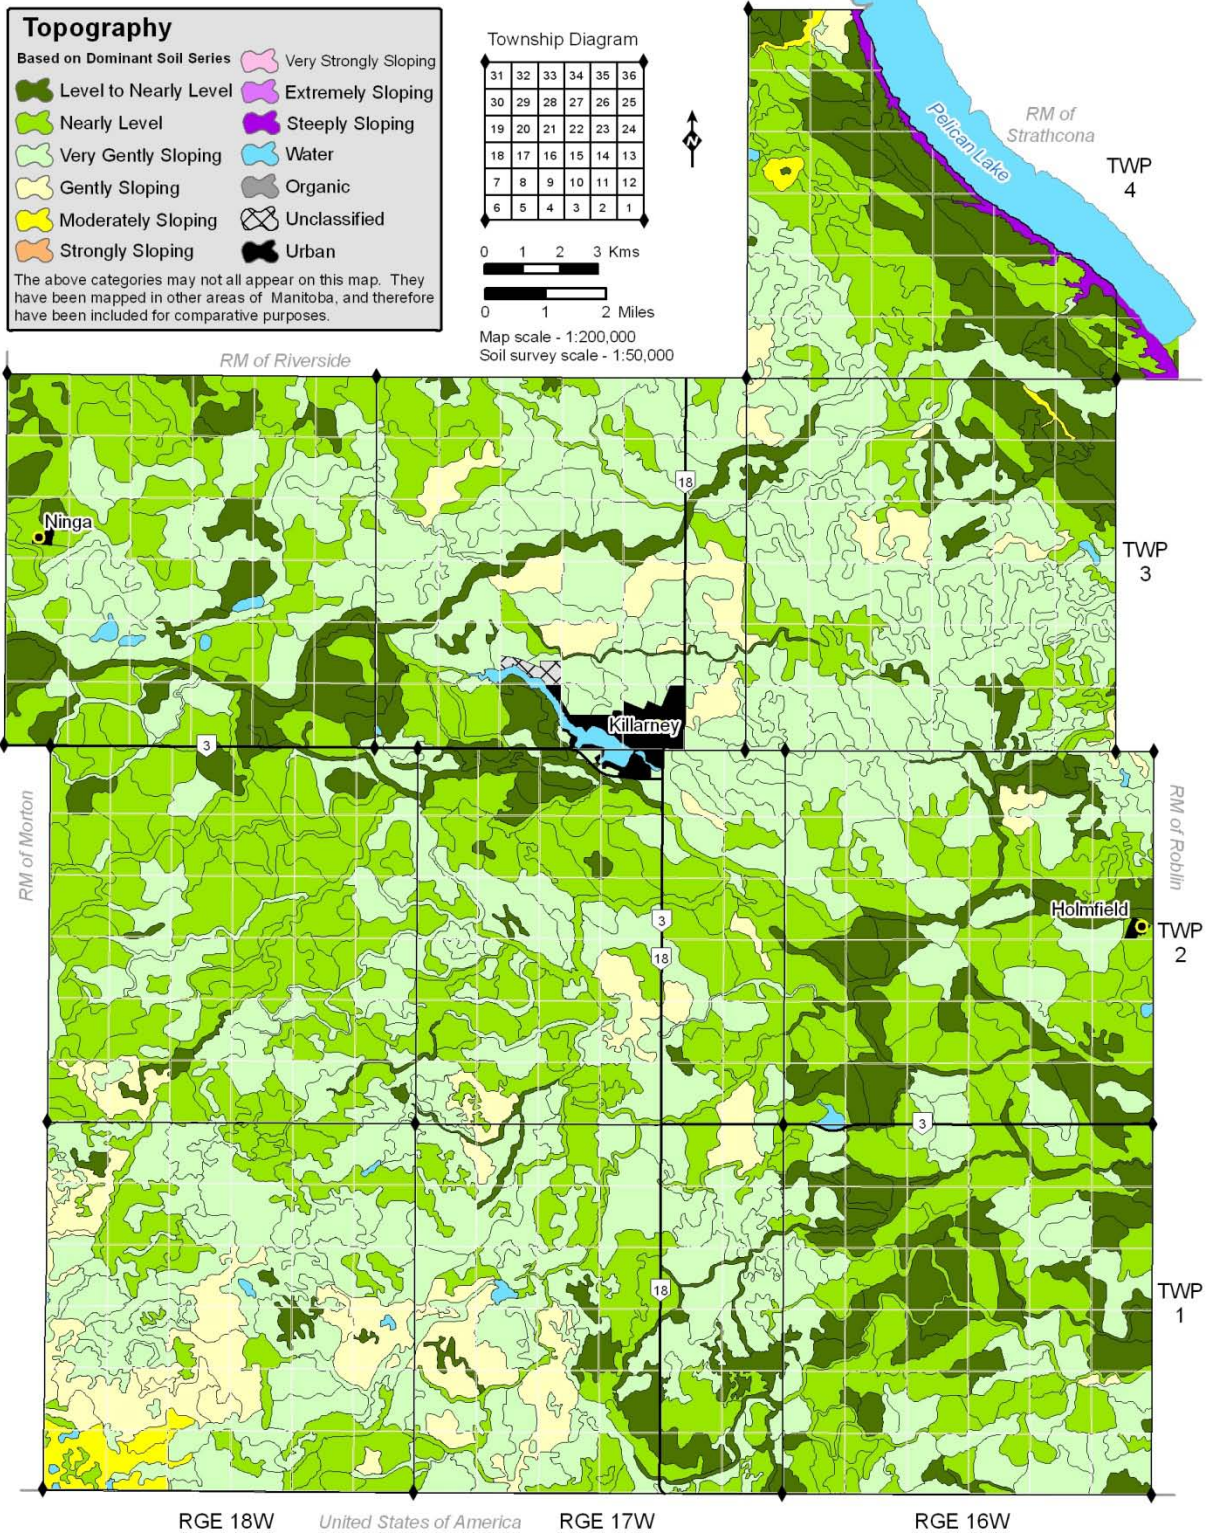 Topography
Based on Dominant Soil Series
Level to Nearly Level
Nearly Level
Very Gently Sloping
Gently Sloping
Moderately Sloping
Strongly Sloping
Very Strongly Sloping
Extremely Sloping
Steeply Sloping
Water
Organic
Unclassified
Urban
The above categories may not all appear on this map. They
have been mapped in other areas of Manitoba, and therefore
have been included for comparative purposes.
Township Diagram
31 32 33 34 35 36
30 29 28 27 26 25
19 20 21 22 23 24
18 17 16 15 14 13
7 8 9 10 11 12
6 5 4 3 2 1
N
0 1 2 3 Kms
0 1 2 Miles
Map scale - 1:200,000
Soil survey scale - 1:50,000
Pelican Lake
RM of
Strathcona
TWP
4
RM of Riverside
18
Ninga
TWP
3
Killarney
3
RM of Morton
RM of Roblin
Holmfield
3
18
TWP
2
3
18
TWP
1
RGE 18W
United States of America
RGE 17W
RGE 16W